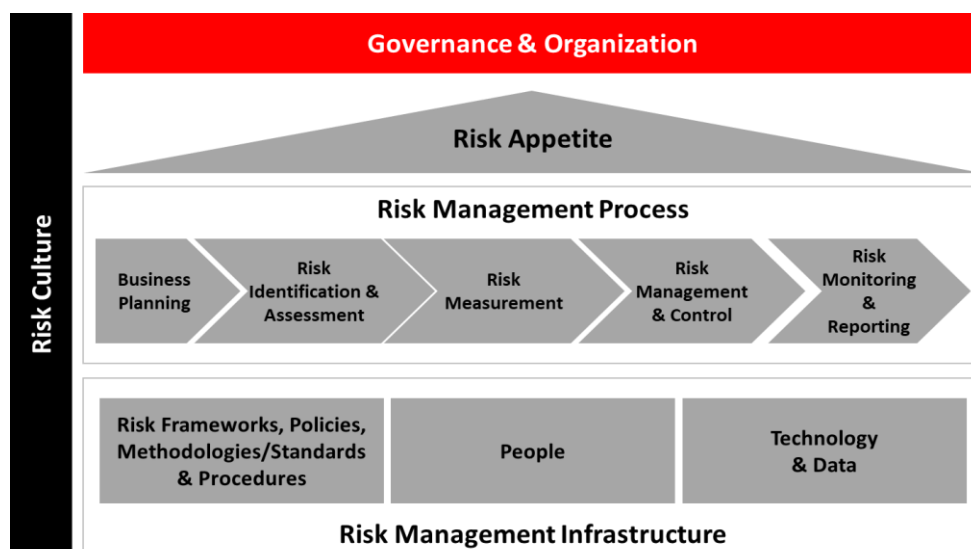 Governance & Organization
Risk Appetite
Risk Culture
Risk Management Process
Business
Planning
Risk
Identification &
Assessment
Risk
Measurement
Risk
Management
& Control
Risk
Monitoring
&
Reporting
Risk Frameworks, Policies,
Methodologies/Standards
& Procedures
People
Technology
& Data
Risk Management Infrastructure